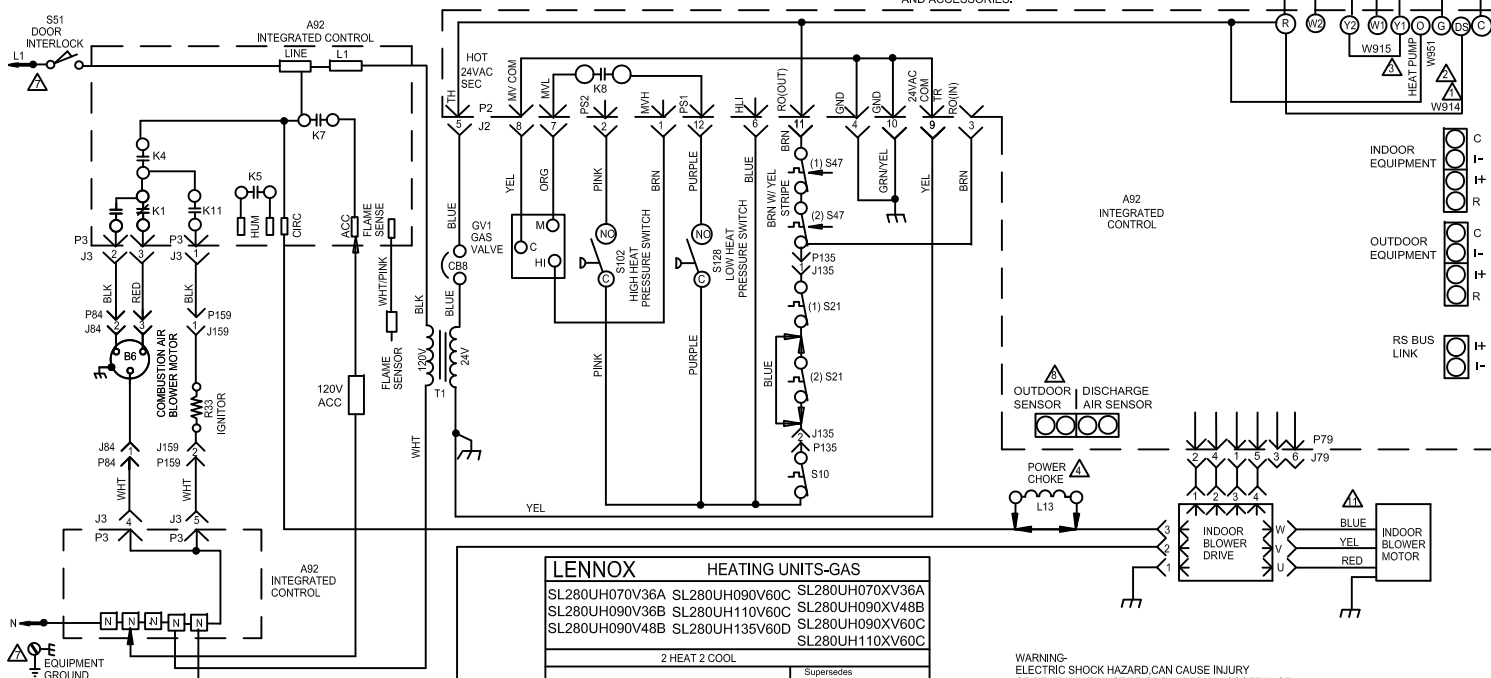 AND ACCESSORIES.
S51
DOOR
INTERLOCK
L1
7
A92
INTEGRATED CONTROL
LINE
L1
K7
K4
K1
K11
K5
HUM
CIRC
ACC
FLAME
SENSE
P3
J3
2
3
P3
J3
1
BLK
RED
BLK
WHT/PINK
P84
J84
2
3
P159
1
J159
B6
COMBUSTION AIR
BLOWER MOTOR
R33
IGNITOR
120V
ACC
FLAME
SENSOR
J84
1
P84
J159
2
P159
WHT
WHT
J3
4
P3
J3
5
P3
A92
INTEGRATED
CONTROL
N
N
N
N
N
N
7
EQUIPMENT
GROUND
HOT
24VAC
SEC
TH
P2
J2
5
MV COM
8
MVL
7
K8
PS2
2
MVH
1
PS1
12
HLI
6
RO(OUT)
11
GND
4
GND
10
24VAC
COM
TR
9
RO(IN)
3
BLUE
YEL
ORG
PINK
BRN
PURPLE
BLUE
BRN
BRN W/ YEL
STRIPE
GRN/YEL
YEL
BRN
GV1
GAS
VALVE
M
C
HI
CB8
BLUE
BLK
120V
24V
T1
WHT
NO
C
S102
HIGH HEAT
PRESSURE SWITCH
NO
C
S128
LOW HEAT
PRESSURE SWITCH
PINK
PURPLE
(1) S47
(2) S47
P135
1
J135
(1) S21
BLUE
(2) S21
J135
2
P135
S10
YEL
R
W2
Y2
W1
Y1
O
G
DS
C
W915
3
HEAT PUMP
W951
2
1
W914
A92
INTEGRATED
CONTROL
INDOOR
EQUIPMENT
C
I-
I+
R
OUTDOOR
EQUIPMENT
C
I-
I+
R
RS BUS
LINK
I+
I-
8
OUTDOOR
SENSOR
DISCHARGE
AIR SENSOR
P79
J79
2 4 1 5 3 6
1 2 3 4
POWER
CHOKE
4
L13
3
2
1
INDOOR
BLOWER
DRIVE
W
V
U
11
BLUE
YEL
RED
INDOOR
BLOWER
MOTOR
LENNOX HEATING UNITS-GAS
SL280UH070V36A SL280UH090V60C SL280UH070XV36A
SL280UH090V36B SL280UH110V60C SL280UH090XV48B
SL280UH090V48B SL280UH135V60D SL280UH090XV60C
SL280UH110XV60C
2 HEAT 2 COOL
Supersedes
WARNING-
ELECTRIC SHOCK HAZARD,CAN CAUSE INJURY